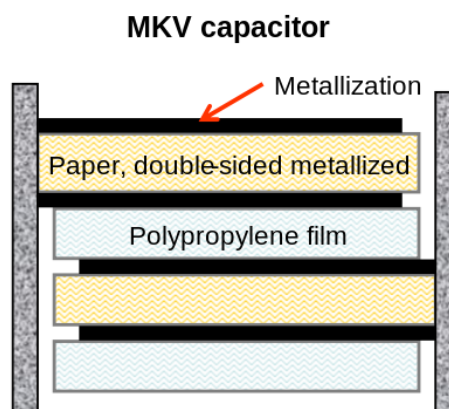 MKV capacitor
Metallization
Paper, double-sided metallized
Polypropylene film